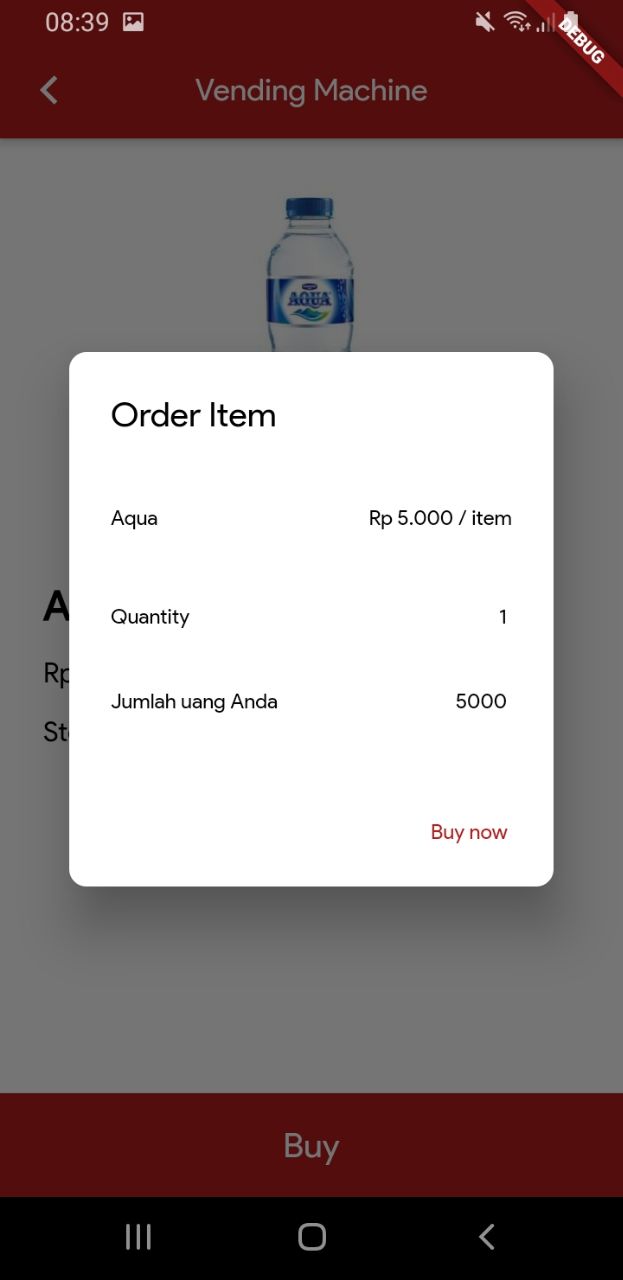 08:39
DEBUG
Vending Machine
AQUA
Order Item
Aqua Rp 5.000 / item
A
Quantity 1
Rp
Jumlah uang Anda 5000
St
Buy now
Buy